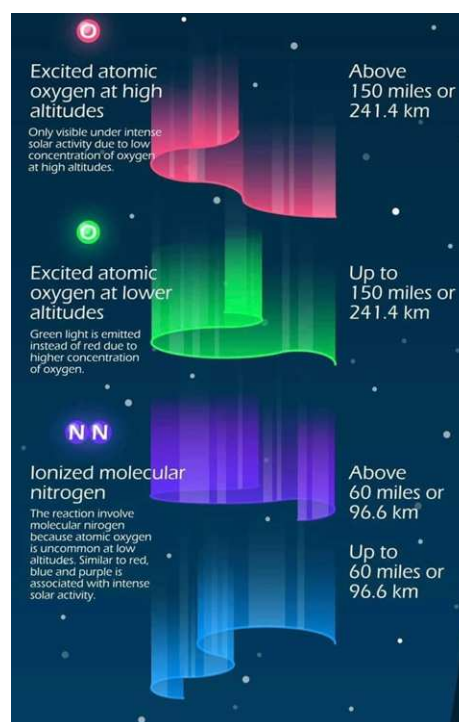 O
Excited atomic
oxygen at high
altitudes
Only visible under intense
solar activity due to low
concentration of oxygen
at high altitudes.
Above
150 miles or
241.4 km
O
Excited atomic
oxygen at lower
altitudes
Green light is emitted
instead of red due to
higher concentration
of oxygen.
Up to
150 miles or
241.4 km
N N
Ionized molecular
nitrogen
The reaction involve
molecular nirogen
because atomic oxygen
is uncommon at low
altitudes. Similar to red,
blue and purple is
associated with intense
solar activity.
Above
60 miles or
96.6 km
Up to
60 miles or
96.6 km